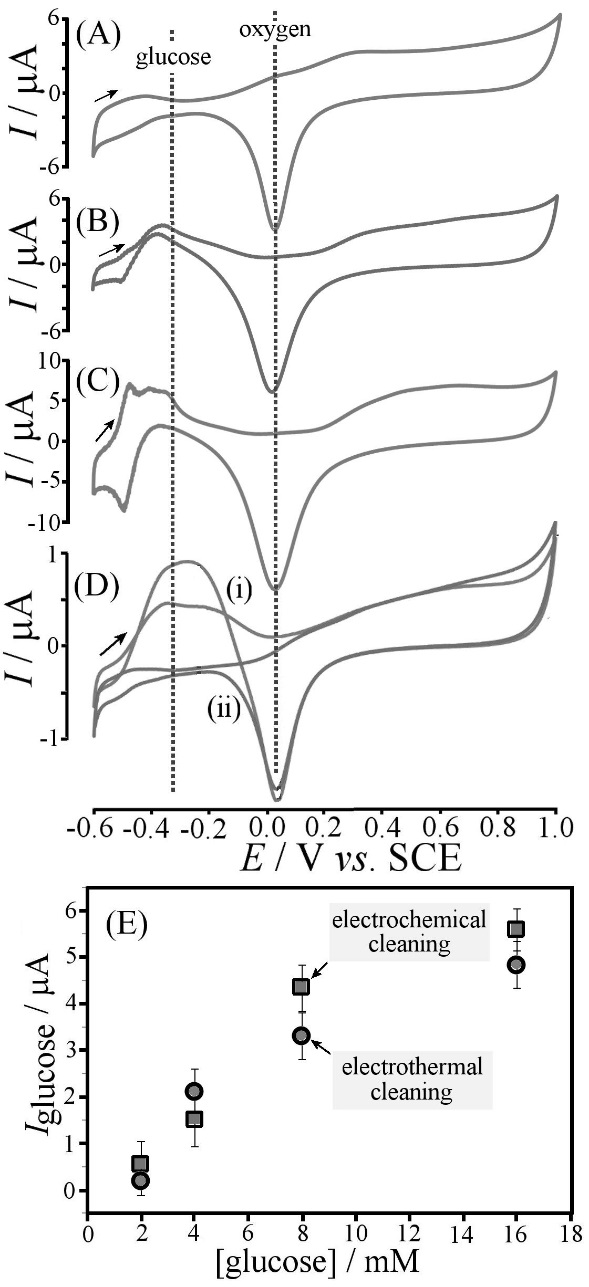 (A)
glucose
oxygen
6
0
-6
I / µA
(B)
6
0
-6
I / µA
(C)
10
5
0
-5
-10
I / µA
(D)
(i)
(ii)
1
0
-1
I / µA
-0.6 -0.4 -0.2 0.0 0.2 0.4 0.6 0.8 1.0
E / V vs. SCE
(E)
electrochemical
cleaning
electrothermal
cleaning
6
5
4
3
2
1
0
Iglucose / µA
0 2 4 6 8 10 12 14 16 18
[glucose] / mM